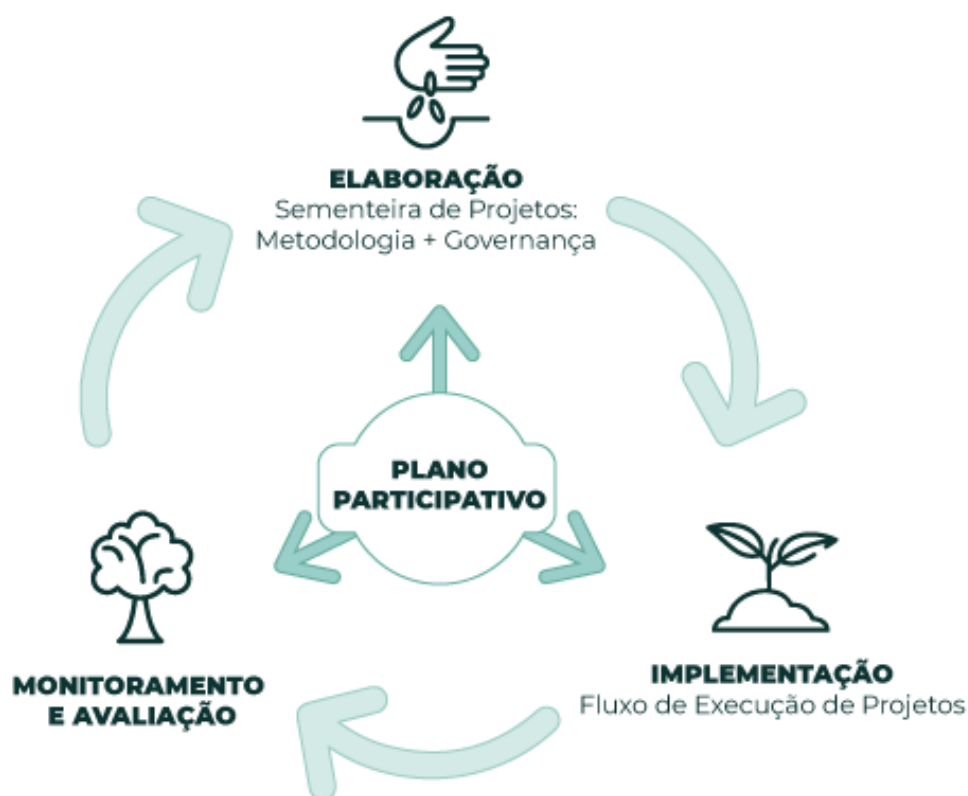 ELABORAÇÃO
Sementeira de Projetos:
Metodologia + Governança
PLANO
PARTICIPATIVO
MONITORAMENTO
E AVALIAÇÃO
IMPLEMENTAÇÃO
Fluxo de Execução de Projetos